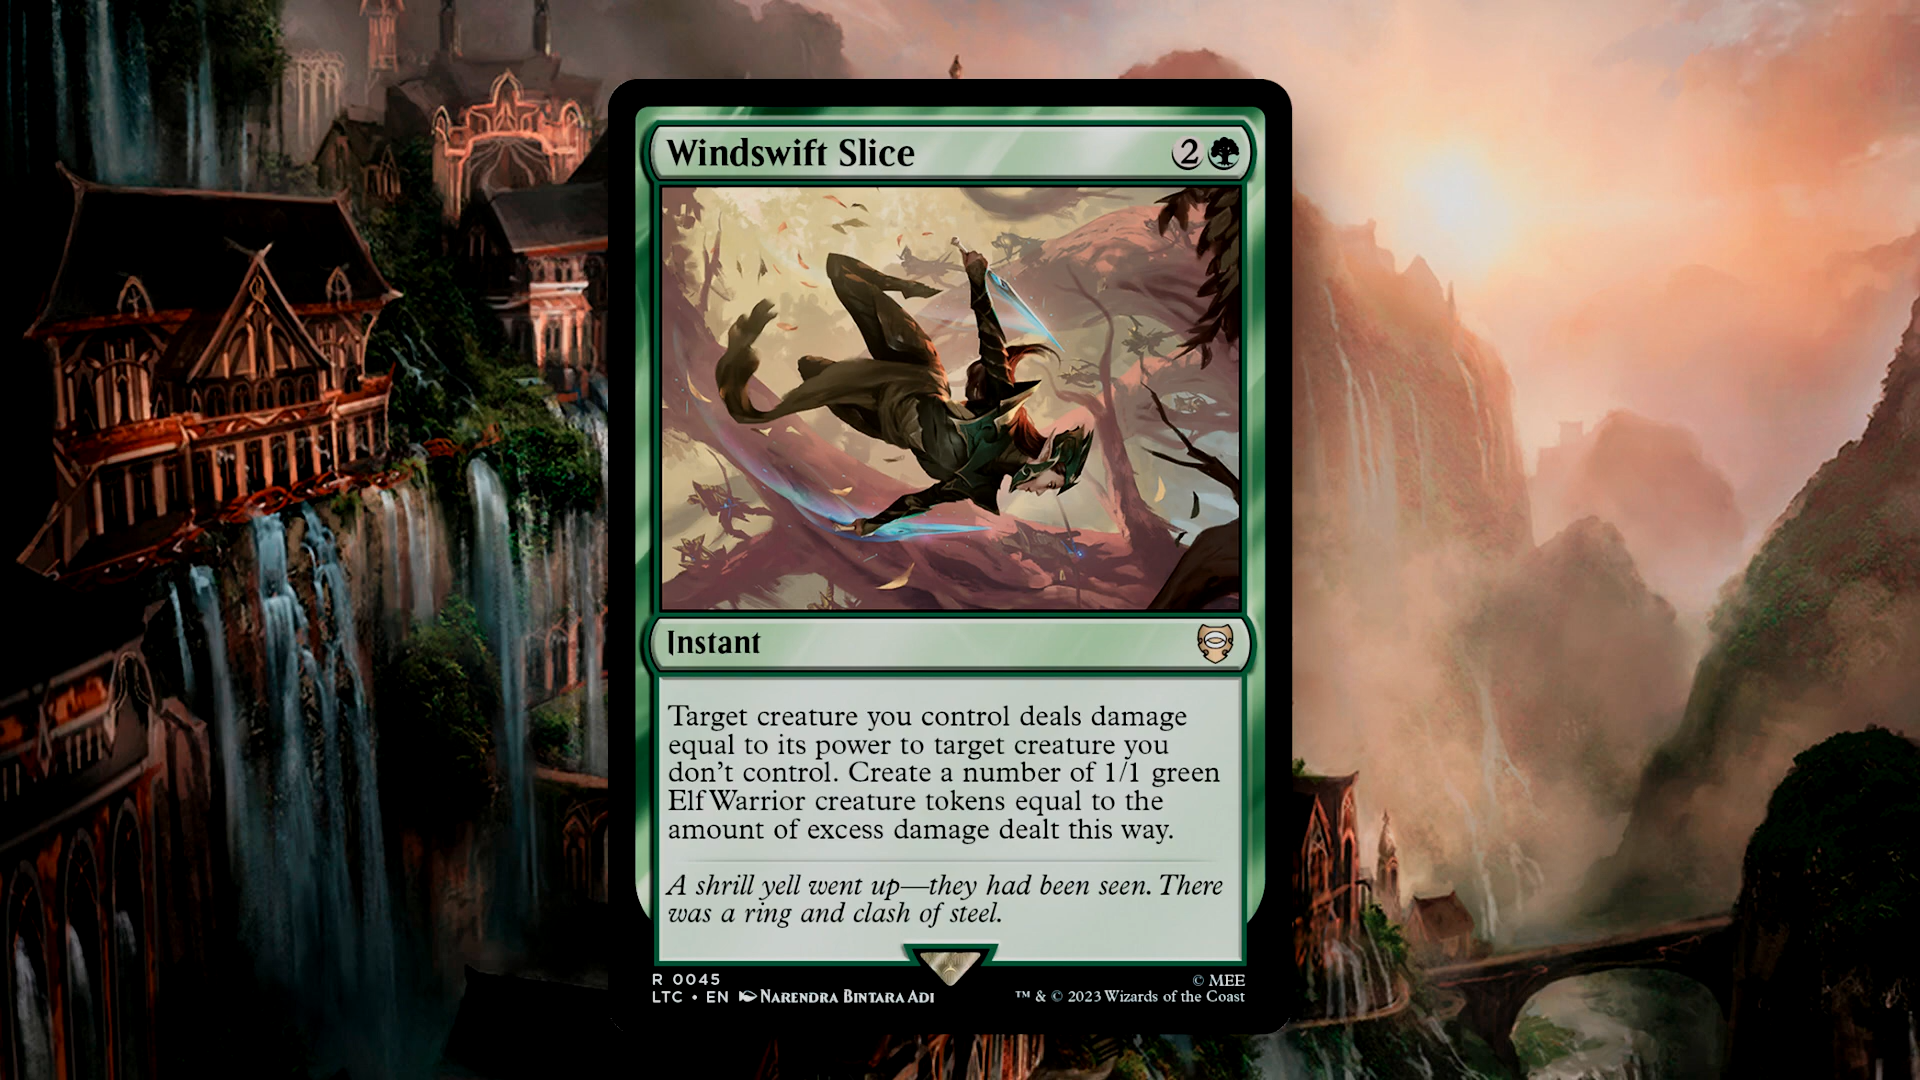 Windswift Slice 2
Instant
Target creature you control deals damage
equal to its power to target creature you
don't control. Create a number of 1/1 green
Elf Warrior creature tokens equal to the
amount of excess damage dealt this way.
A shrill yell went up—they had been seen. There
was a ring and clash of steel.
R 0045
LTC • EN Narendra Bintara Adi
© MEE
™ & © 2023 Wizards of the Coast